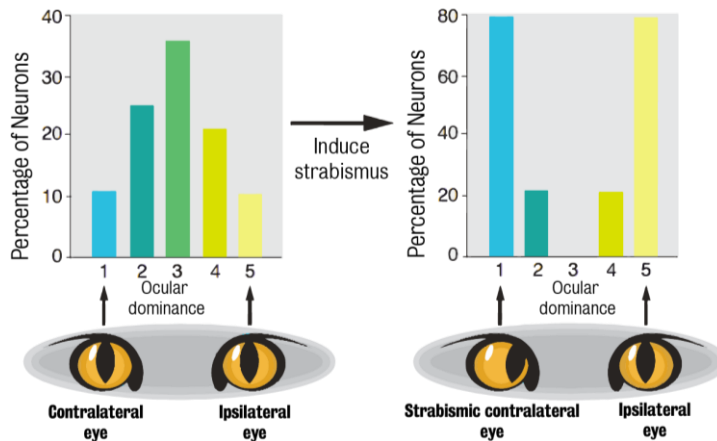 40
30
20
10
0
Percentage of Neurons
1 2 3 4 5
Ocular
dominance
Contralateral
eye
Ipsilateral
eye
Induce
strabismus
80
60
40
20
0
Percentage of Neurons
1 2 3 4 5
Ocular
dominance
Strabismic contralateral
eye
Ipsilateral
eye